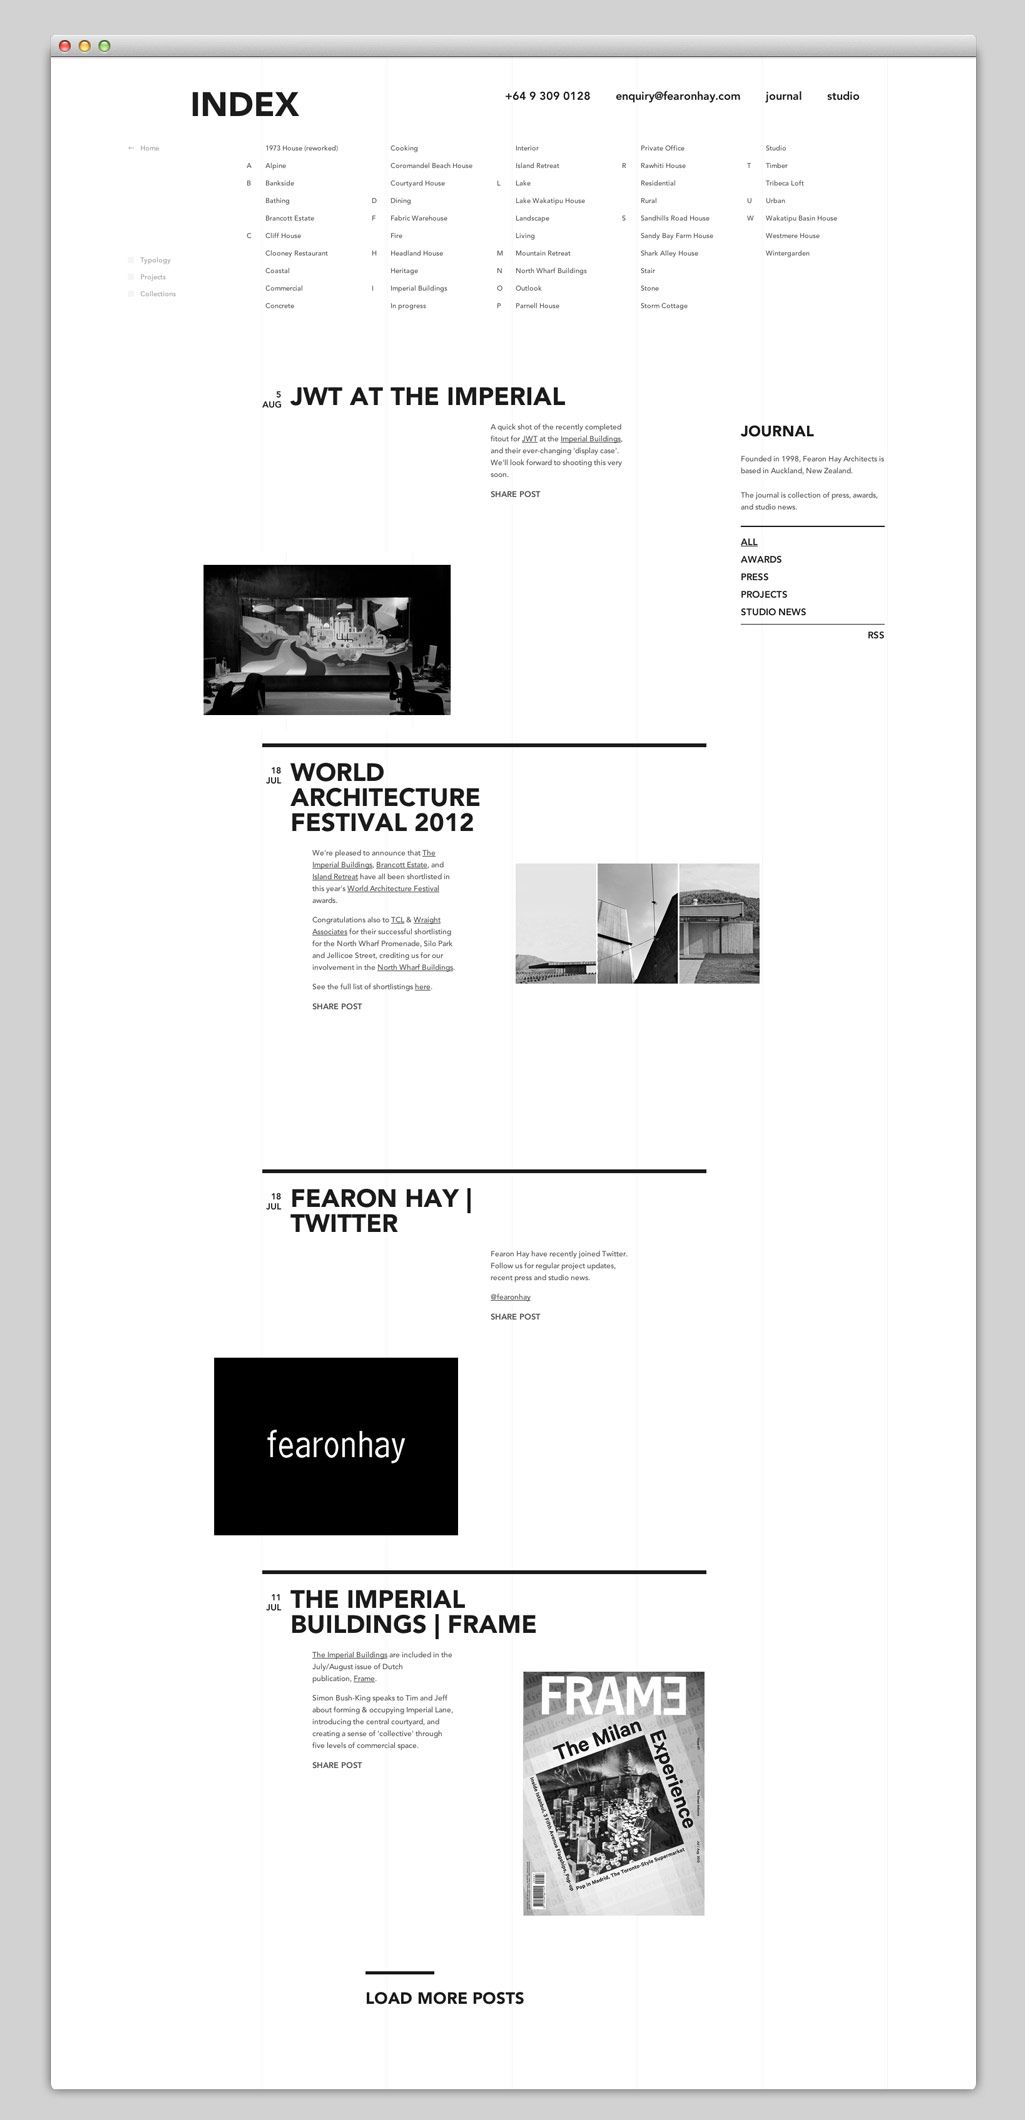 INDEX
+64 9 309 0128
enquiry@fearonhay.com
journal
studio
← Home
Typology
Projects
Collections
1973 House (reworked)
A Alpine
B Bankside
Bathing
Brancott Estate
C Cliff House
Clooney Restaurant
Coastal
Commercial
Concrete
Cooking
Coromandel Beach House
Courtyard House
D Dining
F Fabric Warehouse
Fire
H Headland House
Heritage
I Imperial Buildings
In progress
Interior
Island Retreat
L Lake
Lake Wakatipu House
Landscape
Living
M Mountain Retreat
N North Wharf Buildings
O Outlook
P Parnell House
Private Office
R Rawhiti House
Residential
Rural
S Sandhills Road House
Sandy Bay Farm House
Shark Alley House
Stair
Stone
Storm Cottage
Studio
T Timber
Tribeca Loft
U Urban
W Wakatipu Basin House
Westmere House
Wintergarden
5
AUG
JWT AT THE IMPERIAL
A quick shot of the recently completed
fitout for JWT at the Imperial Buildings,
and their ever-changing 'display case'.
We'll look forward to shooting this very
soon.
SHARE POST
JOURNAL
Founded in 1998, Fearon Hay Architects is
based in Auckland, New Zealand.
The journal is collection of press, awards,
and studio news.
ALL
AWARDS
PRESS
PROJECTS
STUDIO NEWS
RSS
18
JUL
WORLD
ARCHITECTURE
FESTIVAL 2012
We're pleased to announce that The
Imperial Buildings, Brancott Estate, and
Island Retreat have all been shortlisted in
this year's World Architecture Festival
awards.
Congratulations also to TCL & Wraight
Associates for their successful shortlisting
for the North Wharf Promenade, Silo Park
and Jellicoe Street, crediting us for our
involvement in the North Wharf Buildings.
See the full list of shortlistings here.
SHARE POST
18
JUL
FEARON HAY |
TWITTER
Fearon Hay have recently joined Twitter.
Follow us for regular project updates,
recent press and studio news.
@fearonhay
SHARE POST
fearonhay
11
JUL
THE IMPERIAL
BUILDINGS | FRAME
The Imperial Buildings are included in the
July/August issue of Dutch
publication, Frame.
Simon Bush-King speaks to Tim and Jeff
about forming & occupying Imperial Lane,
introducing the central courtyard, and
creating a sense of 'collective' through
five levels of commercial space.
SHARE POST
FRAME
The Milan
Experience
Inside Istanbul, 3 Fifth Avenue Flagships, Pop-up
Pop in Madrid, The Toronto-Style Supermarket
LOAD MORE POSTS